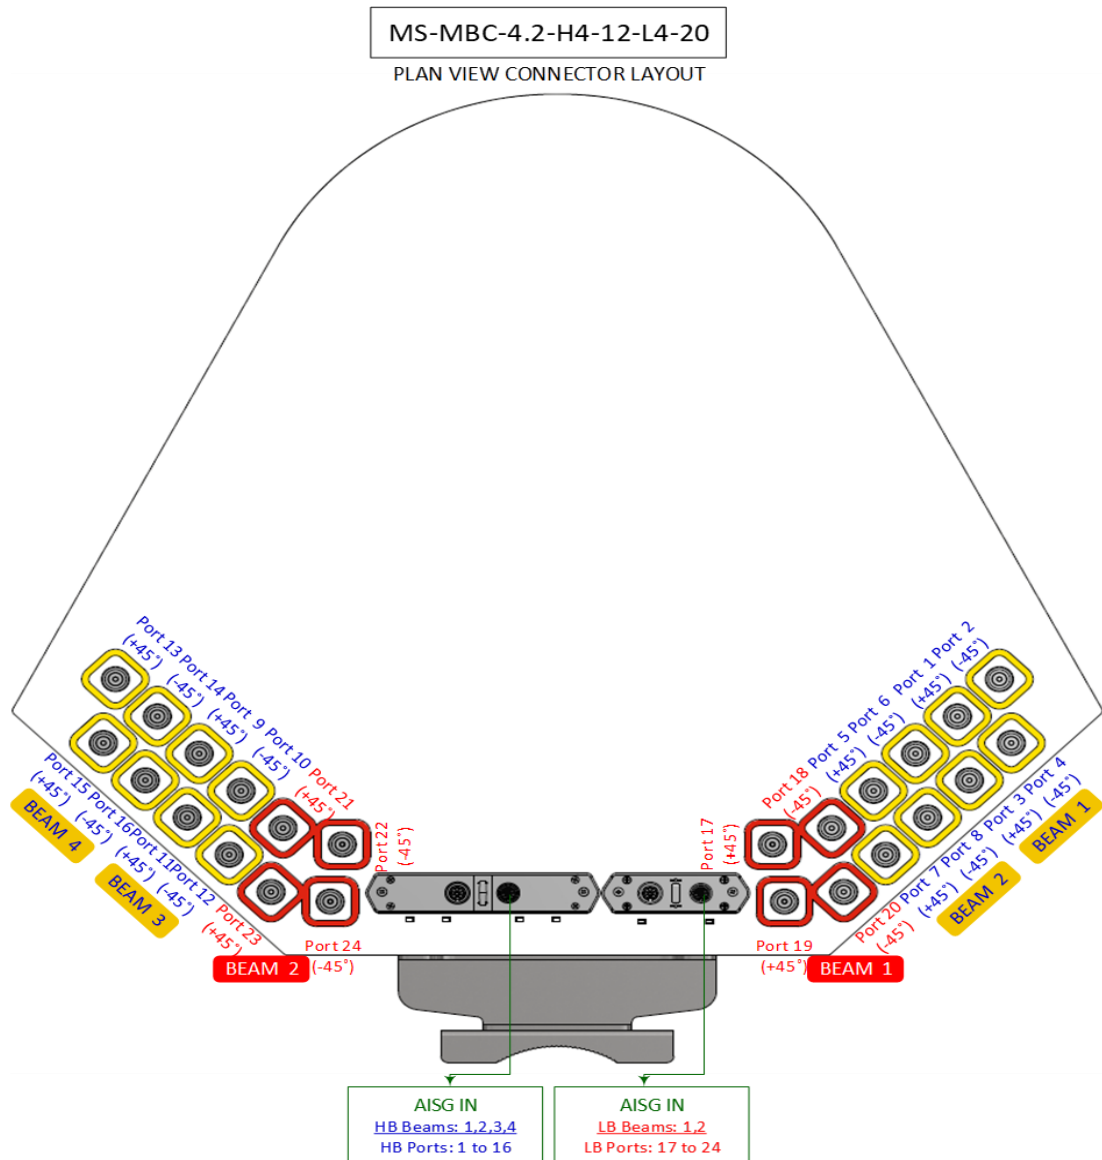 MS-MBC-4.2-H4-12-L4-20
PLAN VIEW CONNECTOR LAYOUT
Port 13
(+45°)
Port 14
(-45°)
Port 9
(+45°)
Port 10
(-45°)
Port 21
(+45°)
Port 22
(-45°)
Port 15
(+45°)
Port 16
(-45°)
Port 11
(+45°)
Port 12
(-45°)
Port 23
(+45°)
Port 24
(-45°)
BEAM 4
BEAM 3
BEAM 2
Port 17
+45°)
Port 18
(-45°)
Port 5
(+45°)
Port 6
(-45°)
Port 1
(+45°)
Port 2
(-45°)
Port 19
(+45°)
Port 20
(-45°)
Port 7
(+45°)
Port 8
(-45°)
Port 3
(+45°)
Port 4
(-45°)
BEAM 1
BEAM 2
BEAM 1
AISG IN
HB Beams: 1,2,3,4
HB Ports: 1 to 16
AISG IN
LB Beams: 1,2
LB Ports: 17 to 24